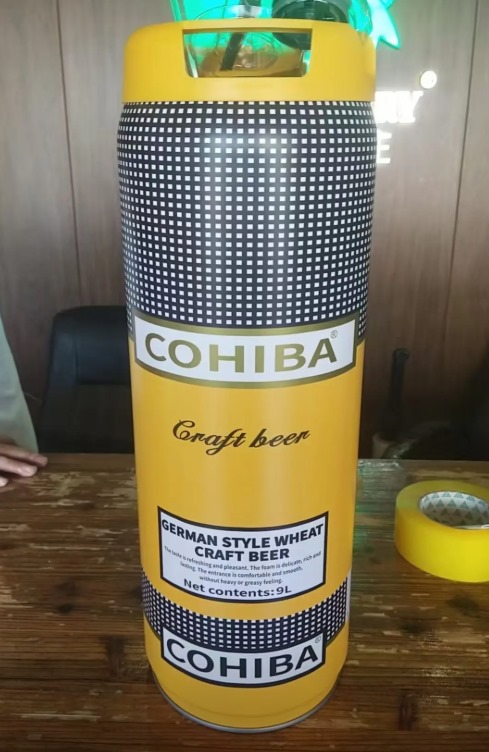 COHIBA®
Craft beer
GERMAN STYLE WHEAT
CRAFT BEER
The taste is refreshing and pleasant. The foam is delicate, rich and
lasting. The entrance is comfortable and smooth,
without heavy or greasy feeling.
Net contents: 9L
COHIBA®